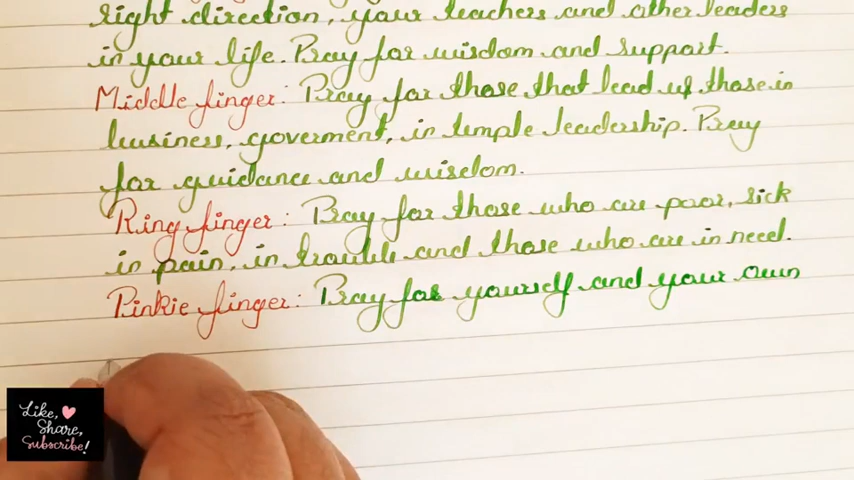 right direction, your teachers and other leaders
in your life. Pray for wisdom and support.
Middle finger: Pray for those that lead us those in
business, goverment, in temple leadership. Pray
for guidance and wisdom.
Ring finger: Pray for those who are poor, sick
in pain, in trouble and those who are in need.
Pinkie finger: Pray for yourself and your own
Like,
Share,
Subscribe!